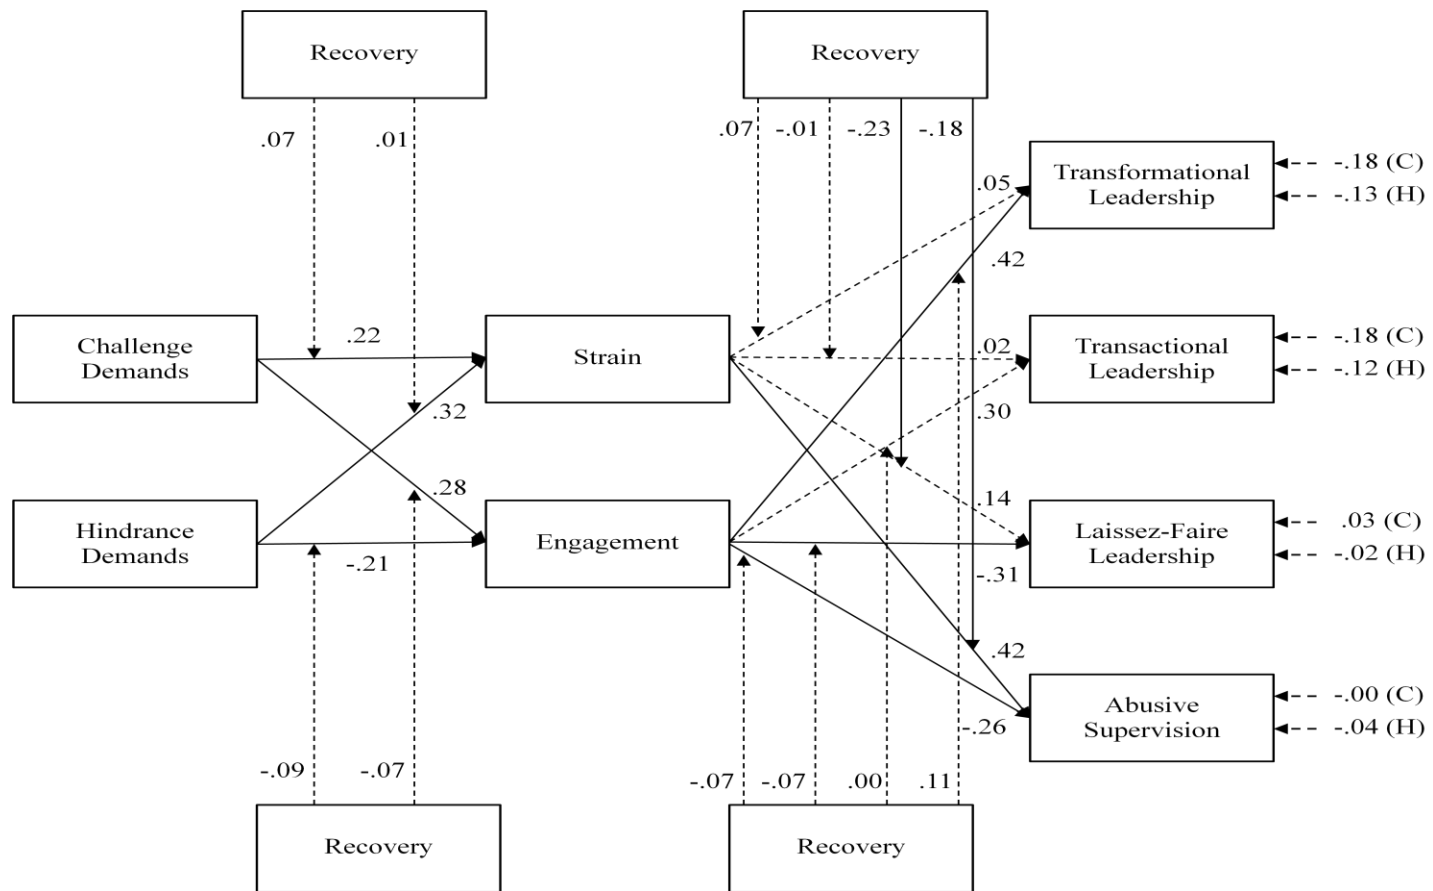 Recovery
Recovery
.07
.01
.07
-.01
-.23
-.18
Transformational
Leadership
-.18 (C)
-.13 (H)
.05
.42
Challenge
Demands
.22
Strain
.02
Transactional
Leadership
-.18 (C)
-.12 (H)
.32
.30
.28
.14
Hindrance
Demands
-.21
Engagement
-.31
Laissez-Faire
Leadership
.03 (C)
-.02 (H)
.42
-.26
Abusive
Supervision
-.00 (C)
-.04 (H)
-.09
-.07
-.07
-.07
.00
.11
Recovery
Recovery